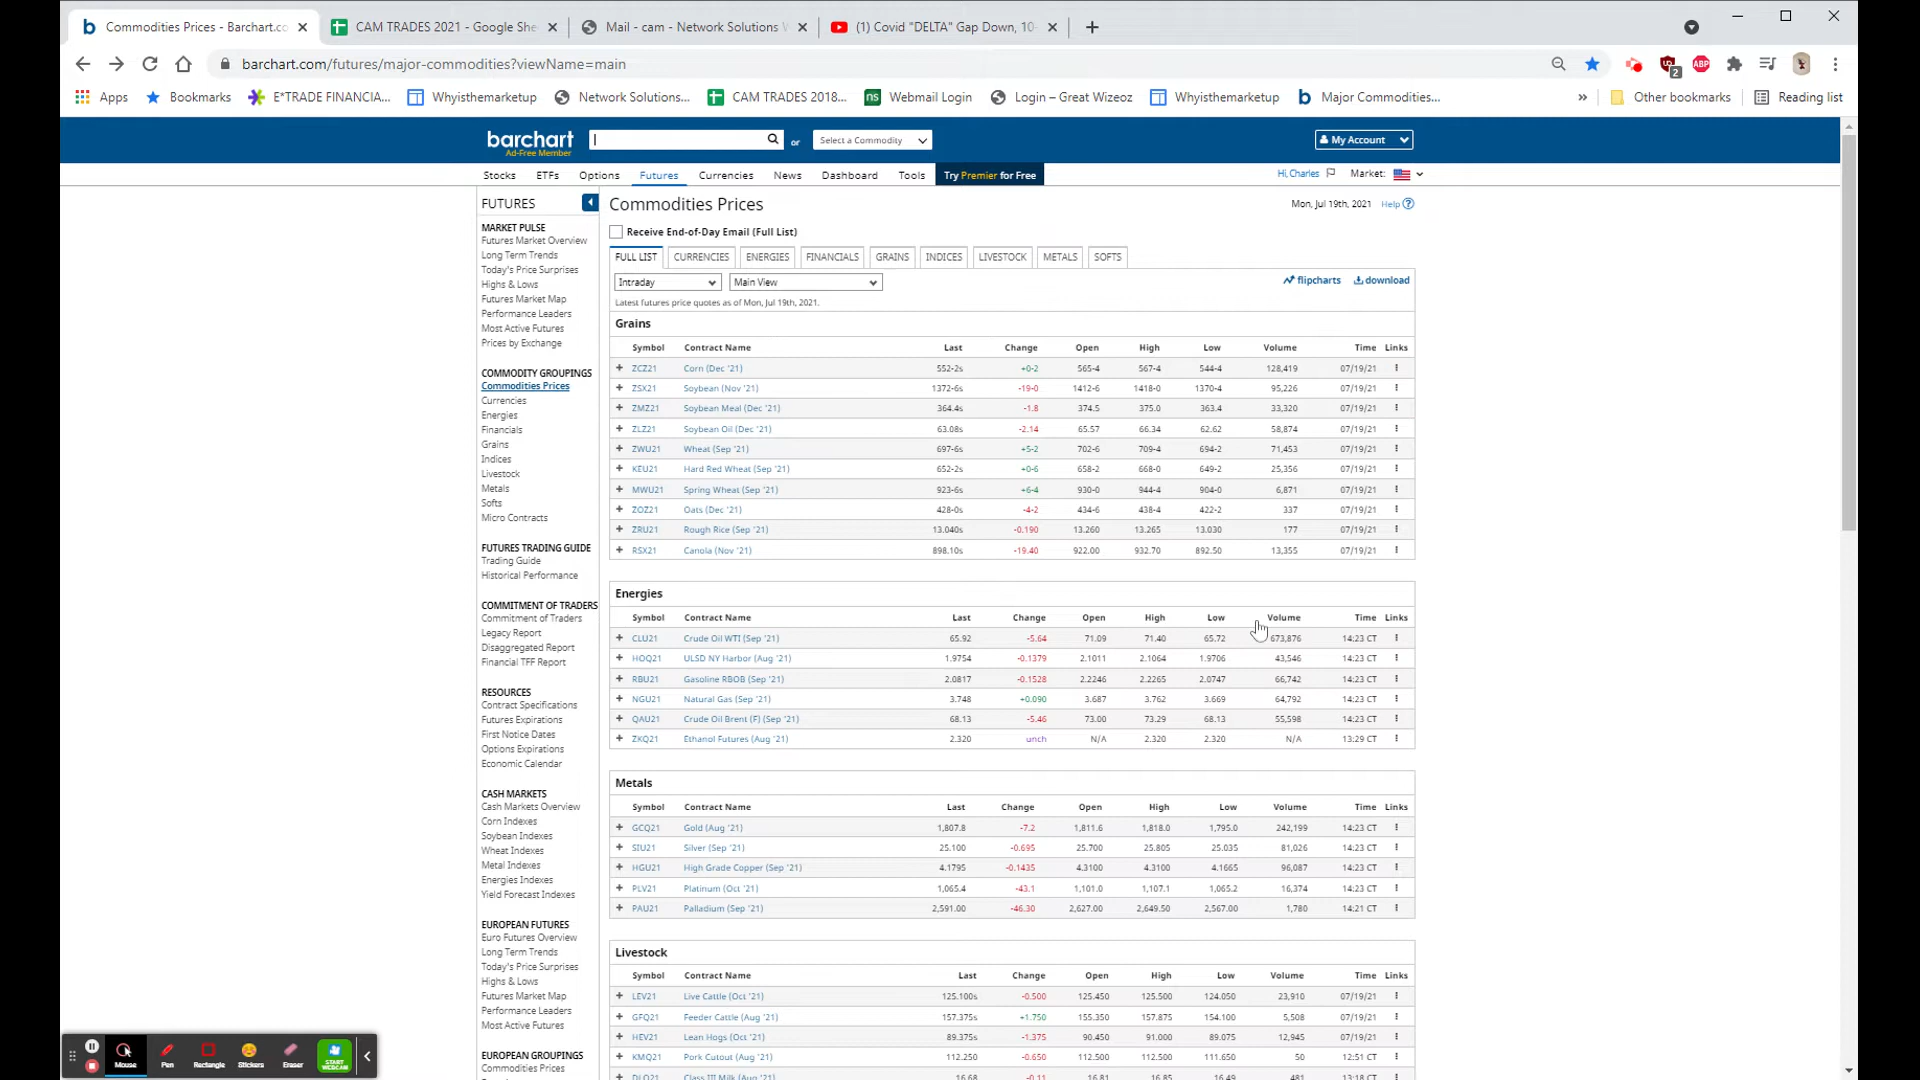 Commodities Prices - Barchart.co
CAM TRADES 2021 - Google She
Mail - cam - Network Solutions
(1) Covid "DELTA" Gap Down, 10-
barchart.com/futures/major-commodities?viewName=main
2
ABP
Apps
Bookmarks
E*TRADE FINANCIA...
Whyisthemarketup
Network Solutions...
CAM TRADES 2018...
ns Webmail Login
Login – Great Wizeoz
Whyisthemarketup
Major Commodities...
»
Other bookmarks
Reading list
barchart
Ad-Free Member
or
Select a Commodity
My Account
Stocks ETFs Options Futures Currencies News Dashboard Tools Try Premier for Free
Hi, Charles Market:
FUTURES
MARKET PULSE
Futures Market Overview
Long Term Trends
Today's Price Surprises
Highs & Lows
Futures Market Map
Performance Leaders
Most Active Futures
Prices by Exchange
COMMODITY GROUPINGS
Commodities Prices
Currencies
Energies
Financials
Grains
Indices
Livestock
Metals
Softs
Micro Contracts
FUTURES TRADING GUIDE
Trading Guide
Historical Performance
COMMITMENT OF TRADERS
Commitment of Traders
Legacy Report
Disaggregated Report
Financial TFF Report
RESOURCES
Contract Specifications
Futures Expirations
First Notice Dates
Options Expirations
Economic Calendar
CASH MARKETS
Cash Markets Overview
Corn Indexes
Soybean Indexes
Wheat Indexes
Metal Indexes
Energies Indexes
Yield Forecast Indexes
EUROPEAN FUTURES
Euro Futures Overview
Long Term Trends
Today's Price Surprises
Highs & Lows
Futures Market Map
Performance Leaders
Most Active Futures
EUROPEAN GROUPINGS
Commodities Prices
Commodities Prices
Mon, Jul 19th, 2021 Help
Receive End-of-Day Email (Full List)
FULL LIST CURRENCIES ENERGIES FINANCIALS GRAINS INDICES LIVESTOCK METALS SOFTS
Intraday Main View
flipcharts download
Latest futures price quotes as of Mon, Jul 19th, 2021.
Grains
Symbol Contract Name Last Change Open High Low Volume Time Links
ZCZ21 Corn (Dec '21) 552-2s +0-2 565-4 567-4 544-4 128,419 07/19/21
ZSX21 Soybean (Nov '21) 1372-6s -19-0 1412-6 1418-0 1370-4 95,226 07/19/21
ZMZ21 Soybean Meal (Dec '21) 364.4s -1.8 374.5 375.0 363.4 33,320 07/19/21
ZLZ21 Soybean Oil (Dec '21) 63.08s -2.14 65.57 66.34 62.62 58,874 07/19/21
ZWU21 Wheat (Sep '21) 697-6s +5-2 702-6 709-4 694-2 71,453 07/19/21
KEU21 Hard Red Wheat (Sep '21) 652-2s +0-6 658-2 668-0 649-2 25,356 07/19/21
MWU21 Spring Wheat (Sep '21) 923-6s +6-4 930-0 944-4 904-0 6,871 07/19/21
ZOZ21 Oats (Dec '21) 428-0s -4-2 434-6 438-4 422-2 337 07/19/21
ZRU21 Rough Rice (Sep '21) 13.040s -0.190 13.260 13.265 13.030 177 07/19/21
RSX21 Canola (Nov '21) 898.10s -19.40 922.00 932.70 892.50 13,355 07/19/21
Energies
Symbol Contract Name Last Change Open High Low Volume Time Links
CLU21 Crude Oil WTI (Sep '21) 65.92 -5.64 71.09 71.40 65.72 673,876 14:23 CT
HOQ21 ULSD NY Harbor (Aug '21) 1.9754 -0.1379 2.1011 2.1064 1.9706 43,546 14:23 CT
RBU21 Gasoline RBOB (Sep '21) 2.0817 -0.1528 2.2246 2.2265 2.0747 66,742 14:23 CT
NGU21 Natural Gas (Sep '21) 3.748 +0.090 3.687 3.762 3.669 64,792 14:23 CT
QAU21 Crude Oil Brent (F) (Sep '21) 68.13 -5.46 73.00 73.29 68.13 55,598 14:23 CT
ZKQ21 Ethanol Futures (Aug '21) 2.320 unch N/A 2.320 2.320 N/A 13:29 CT
Metals
Symbol Contract Name Last Change Open High Low Volume Time Links
GCQ21 Gold (Aug '21) 1,807.8 -7.2 1,811.6 1,818.0 1,795.0 242,199 14:23 CT
SIU21 Silver (Sep '21) 25.100 -0.695 25.700 25.805 25.035 81,026 14:23 CT
HGU21 High Grade Copper (Sep '21) 4.1795 -0.1435 4.3100 4.3100 4.1665 96,087 14:23 CT
PLV21 Platinum (Oct '21) 1,065.4 -43.1 1,101.0 1,107.1 1,065.2 16,374 14:23 CT
PAU21 Palladium (Sep '21) 2,591.00 -46.30 2,627.00 2,649.50 2,567.00 1,780 14:21 CT
Livestock
Symbol Contract Name Last Change Open High Low Volume Time Links
LEV21 Live Cattle (Oct '21) 125.100s -0.500 125.450 125.500 124.050 23,910 07/19/21
GFQ21 Feeder Cattle (Aug '21) 157.375s +1.750 155.350 157.875 154.100 5,508 07/19/21
HEV21 Lean Hogs (Oct '21) 89.375s -1.375 90.450 91.000 89.075 12,945 07/19/21
KMQ21 Pork Cutout (Aug '21) 112.250 -0.650 112.500 112.500 111.650 50 12:51 CT
DLQ21 Class III Milk (Aug '21) 16.68 -0.11 16.81 16.85 16.49 481 13:18 CT
Mouse Pen Rectangle Stickers Eraser START WEBCAM